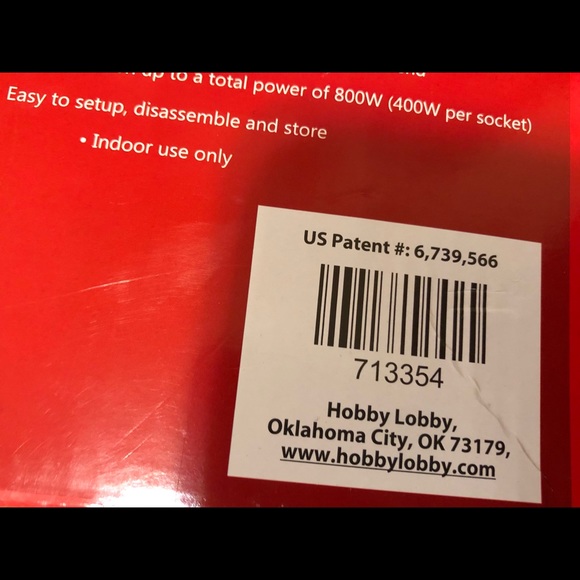 up to a total power of 800W (400W per socket)
Easy to setup, disassemble and store
• Indoor use only
US Patent #: 6,739,566
713354
Hobby Lobby,
Oklahoma City, OK 73179,
www.hobbylobby.com